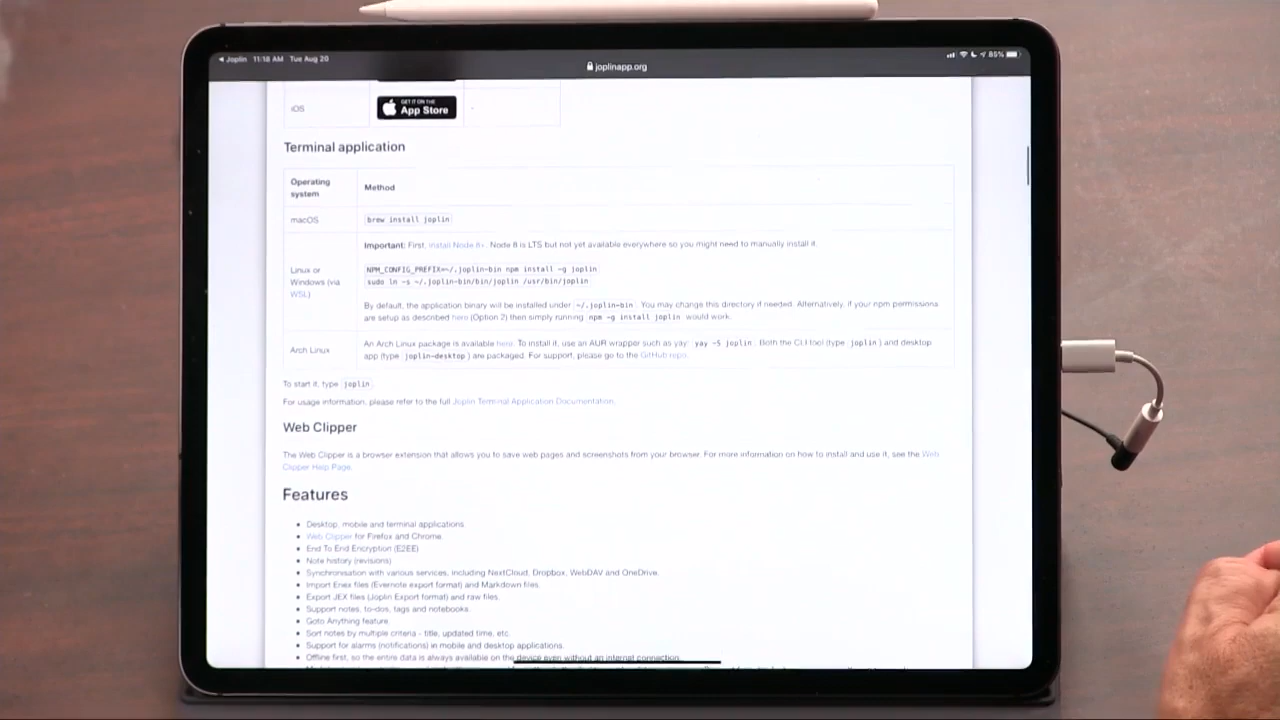 Joplin 11:18 AM Tue Aug 20
joplinapp.org
85%
iOS
GET IT ON THE
App Store
Terminal application
Operating
system
Method
macOS
brew install joplin
Linux or
Windows (via
WSL)
Important: First, install Node 8+. Node 8 is LTS but not yet available everywhere so you might need to manually install it.
NPM_CONFIG_PREFIX=~/.joplin-bin npm install -g joplin
sudo ln -s ~/.joplin-bin/bin/joplin /usr/bin/joplin
By default, the application binary will be installed under ~/.joplin-bin. You may change this directory if needed. Alternatively, if your npm permissions
are setup as described here (Option 2) then simply running npm -g install joplin would work.
Arch Linux
An Arch Linux package is available here. To install it, use an AUR wrapper such as yay: yay -S joplin. Both the CLI tool (type joplin) and desktop
app (type joplin-desktop) are packaged. For support, please go to the GitHub repo.
To start it, type joplin.
For usage information, please refer to the full Joplin Terminal Application Documentation.
Web Clipper
The Web Clipper is a browser extension that allows you to save web pages and screenshots from your browser. For more information on how to install and use it, see the Web
Clipper Help Page.
Features
• Desktop, mobile and terminal applications.
• Web Clipper for Firefox and Chrome.
• End To End Encryption (E2EE)
• Note history (revisions)
• Synchronisation with various services, including NextCloud, Dropbox, WebDAV and OneDrive.
• Import Enex files (Evernote export format) and Markdown files.
• Export JEX files (Joplin Export format) and raw files.
• Support notes, to-dos, tags and notebooks.
• Goto Anything feature.
• Sort notes by multiple criteria - title, updated time, etc.
• Support for alarms (notifications) in mobile and desktop applications.
• Offline first, so the entire data is always available on the device even without an internet connection.